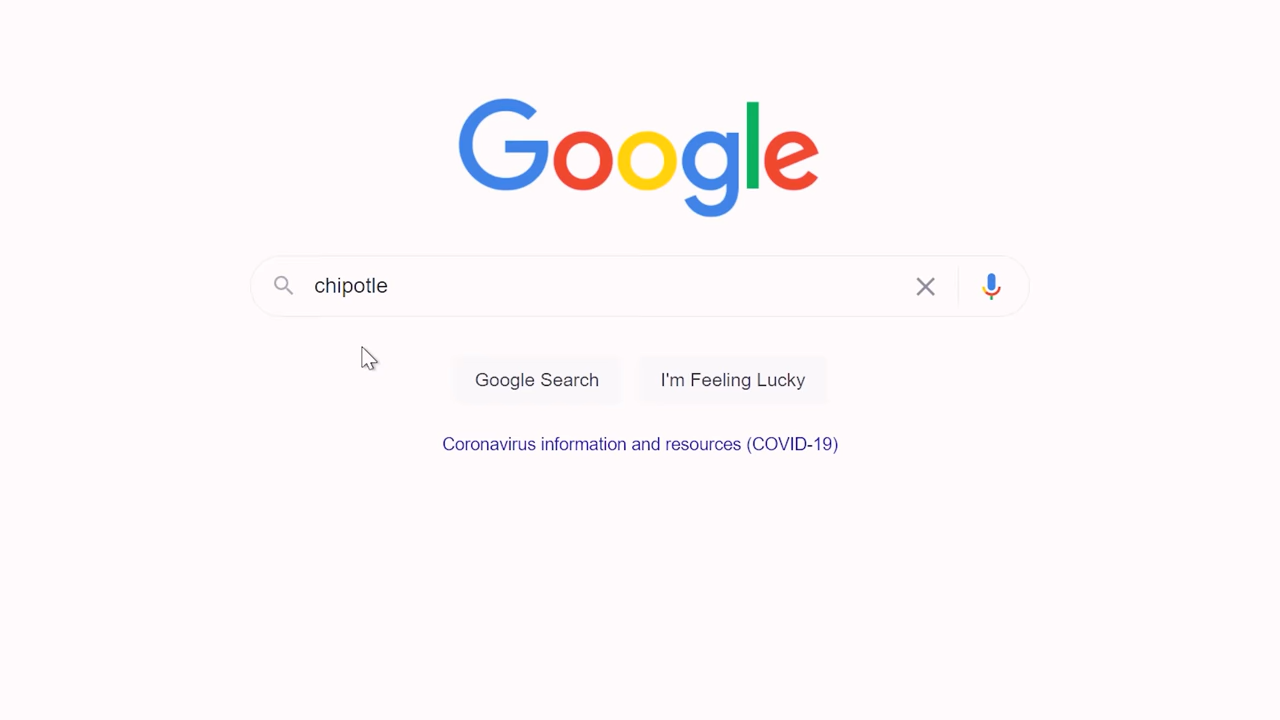 Google
chipotle
Google Search
I'm Feeling Lucky
Coronavirus information and resources (COVID-19)